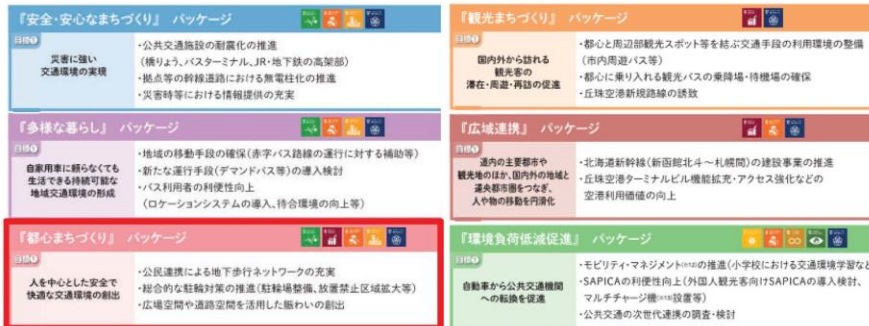 『安全・安心なまちづくり』 パッケージ
目標❶
災害に強い
交通環境の実現
・公共交通施設の耐震化の推進
(橋りょう、バスターミナル、JR・地下鉄の高架部)
・拠点等の幹線道路における無電柱化の推進
・災害時等における情報提供の充実
『多様な暮らし』 パッケージ
自家用車に頼らなくても
生活できる持続可能な
地域交通環境の形成
・地域の移動手段の確保(赤字バス路線の運行に対する補助等)
・新たな運行手段(デマンドバス等)の導入検討
・バス利用者の利便性向上
(ロケーションシステムの導入、待合環境の向上等)
『都心まちづくり』 パッケージ
人を中心とした安全で
快適な交通環境の創出
・公民連携による地下歩行ネットワークの充実
・総合的な駐輪対策の推進(駐輪場整備、放置禁止区域拡大等)
・広場空間や道路空間を活用した賑わいの創出
『観光まちづくり』 パッケージ
国内外から訪れる
観光客の
滞在・周遊・再訪の促進
・都心と周辺部観光スポット等を結ぶ交通手段の利用環境の整備
(市内周遊バス等)
・都心に乗り入れる観光バスの乗降場・待機場の確保
・丘珠空港新規路線の誘致
『広域連携』 パッケージ
道内の主要都市や
観光地のほか、国内外の地域と
道央都市圏をつなぎ、
人や物の移動を円滑化
・北海道新幹線(新函館北斗～札幌間)の建設事業の推進
・丘珠空港ターミナルビル機能拡充・アクセス強化などの
空港利用価値の向上
『環境負荷低減促進』 パッケージ
自動車から公共交通機関
への転換を促進
・モビリティ・マネジメント(※12)の推進(小学校における交通環境学習など
・SAPICAの利便性向上(外国人観光客向けSAPICAの導入検討、
マルチチャージ機(※13)設置等)
・公共交通の次世代連携の調査・検討